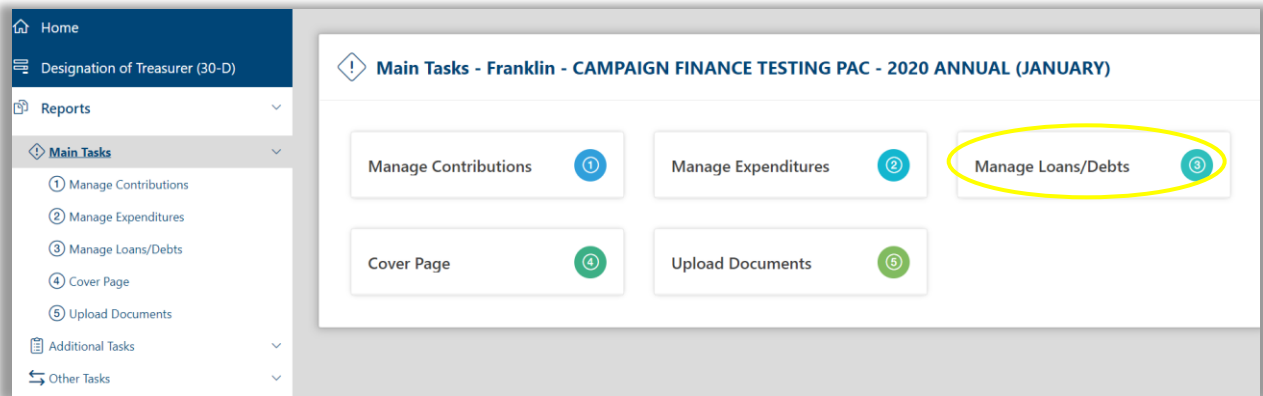 Home
Designation of Treasurer (30-D)
Reports
Main Tasks
1 Manage Contributions
2 Manage Expenditures
3 Manage Loans/Debts
4 Cover Page
5 Upload Documents
Additional Tasks
Other Tasks
Main Tasks - Franklin - CAMPAIGN FINANCE TESTING PAC - 2020 ANNUAL (JANUARY)
Manage Contributions 1
Manage Expenditures 2
Manage Loans/Debts 3
Cover Page 4
Upload Documents 5